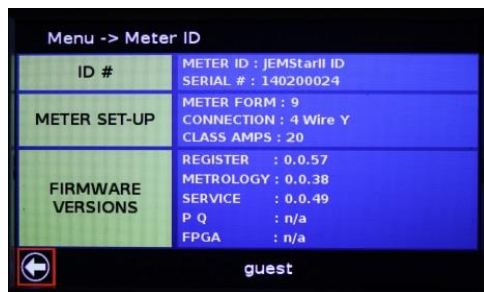 Menu -> Meter ID
ID #
METER ID : JEMStarII ID
SERIAL # : 140200024
METER SET-UP
METER FORM : 9
CONNECTION : 4 Wire Y
CLASS AMPS : 20
FIRMWARE
VERSIONS
REGISTER : 0.0.57
METROLOGY : 0.0.38
SERVICE : 0.0.49
P Q : n/a
FPGA : n/a
guest